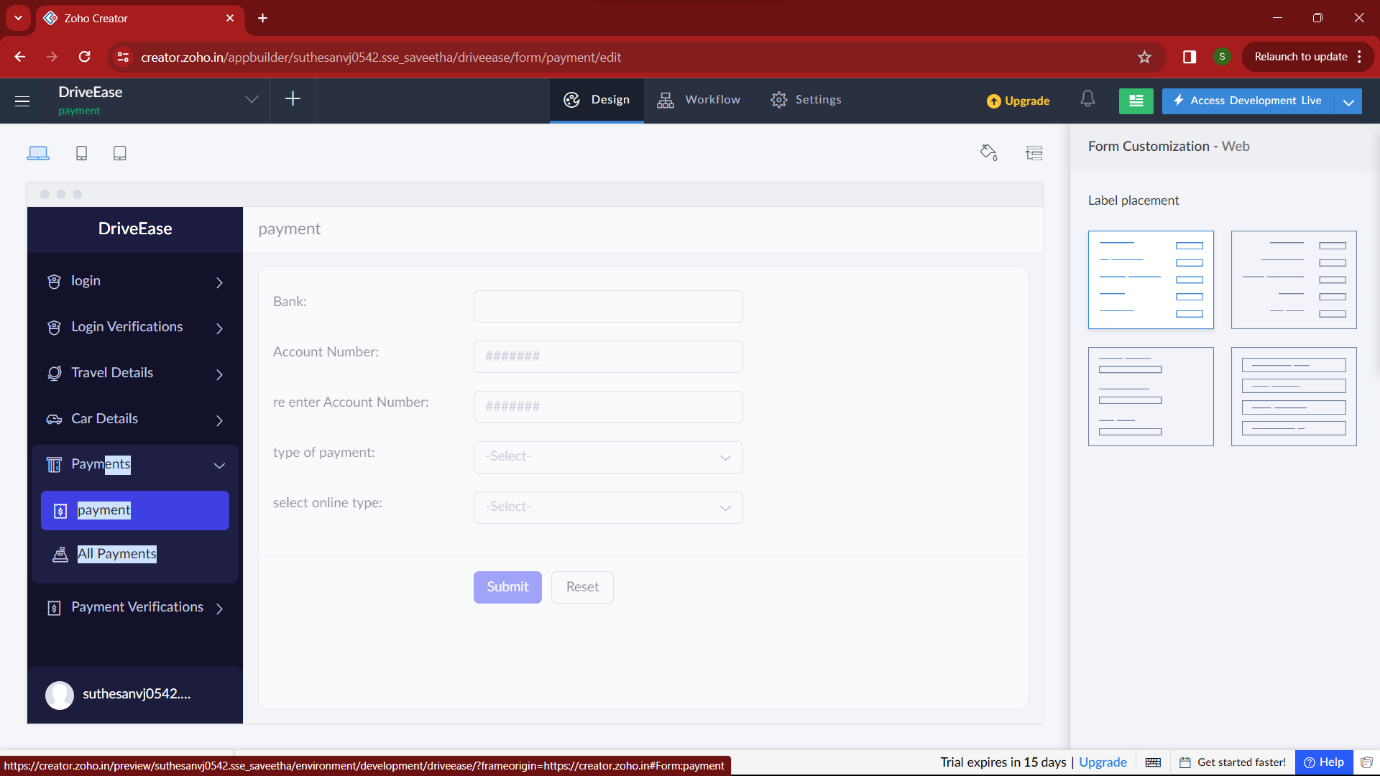 Zoho Creator
creator.zoho.in/appbuilder/suthesanvj0542.sse_saveetha/driveease/form/payment/edit
S
Relaunch to update
DriveEase
payment
Design
Workflow
Settings
Upgrade
Access Development Live
Form Customization - Web
Label placement
DriveEase
login
Login Verifications
Travel Details
Car Details
Payments
payment
All Payments
Payment Verifications
suthesanvj0542....
payment
Bank:
Account Number:
#######
re enter Account Number:
#######
type of payment:
-Select-
select online type:
-Select-
Submit
Reset
https://creator.zoho.in/preview/suthesanvj0542.sse_saveetha/environment/development/driveease/?frameorigin=https://creator.zoho.in#Form:payment
Trial expires in 15 days | Upgrade
Get started faster!
Help